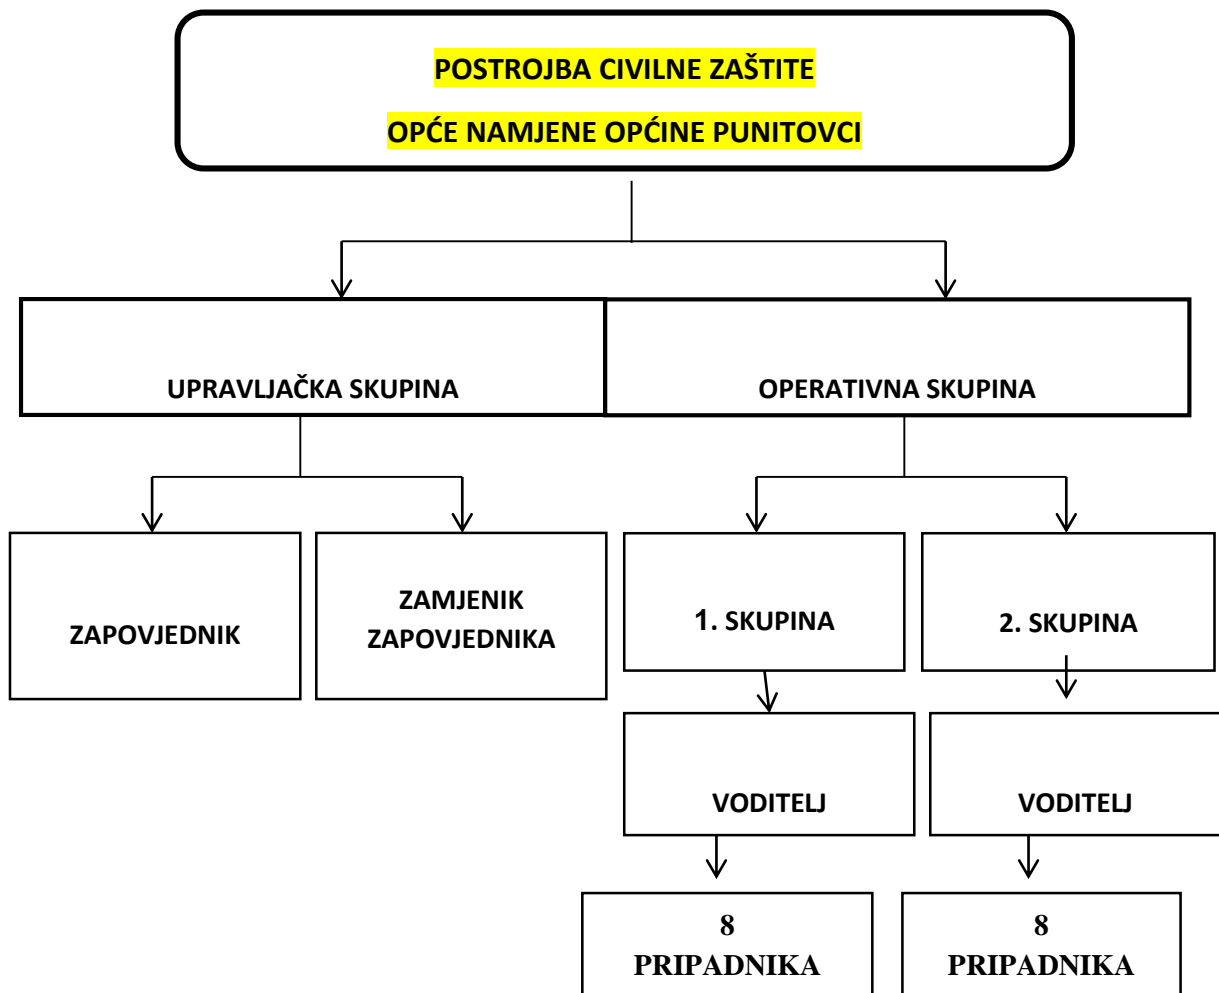 POSTROJBA CIVILNE ZAŠTITE
OPĆE NAMJENE OPĆINE PUNITOVCI
UPRAVLJAČKA SKUPINA
OPERATIVNA SKUPINA
ZAPOVJEDNIK
ZAMJENIK
ZAPOVJEDNIKA
1. SKUPINA
2. SKUPINA
VODITELJ
VODITELJ
8
PRIPADNIKA
8
PRIPADNIKA